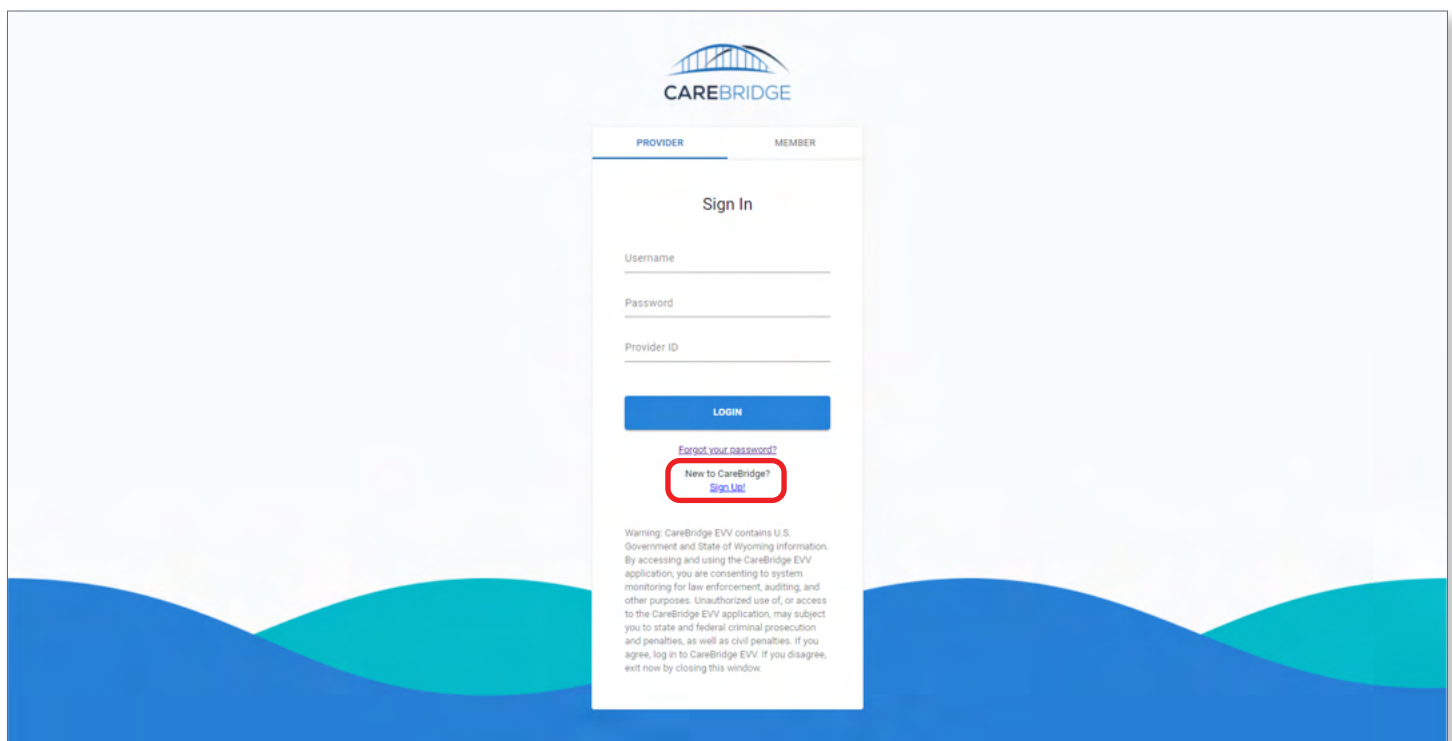 CAREBRIDGE
PROVIDER MEMBER
Sign In
Username
Password
Provider ID
LOGIN
Forgot your password?
New to CareBridge?
Sign Up!
Warning: CareBridge EVV contains U.S.
Government and State of Wyoming information.
By accessing and using the CareBridge EVV
application, you are consenting to system
monitoring for law enforcement, auditing, and
other purposes. Unauthorized use of, or access
to the CareBridge EVV application, may subject
you to state and federal criminal prosecution
and penalties, as well as civil penalties. If you
agree, log in to CareBridge EVV. If you disagree,
exit now by closing this window.